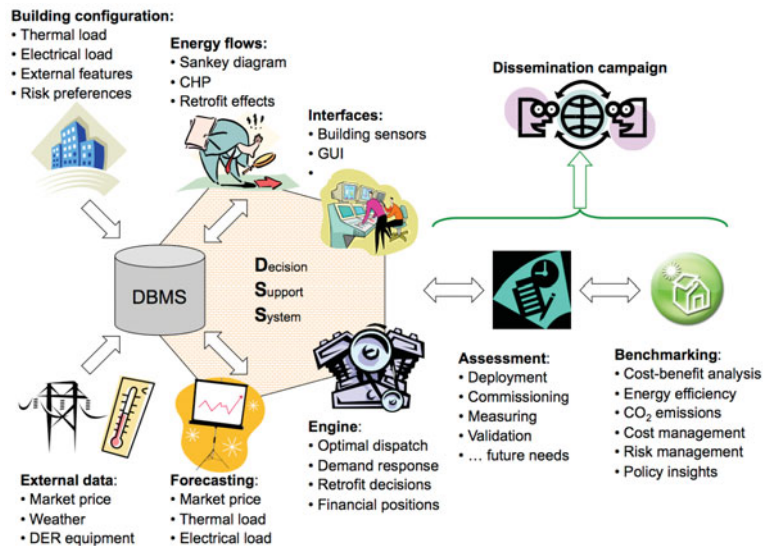 Building configuration:
• Thermal load
• Electrical load
• External features
• Risk preferences
Energy flows:
• Sankey diagram
• CHP
• Retrofit effects
Interfaces:
• Building sensors
• GUI
•
Dissemination campaign
DBMS
Decision
Support
System
External data:
• Market price
• Weather
• DER equipment
Forecasting:
• Market price
• Thermal load
• Electrical load
Engine:
• Optimal dispatch
• Demand response
• Retrofit decisions
• Financial positions
Assessment:
• Deployment
• Commissioning
• Measuring
• Validation
• ... future needs
Benchmarking:
• Cost-benefit analysis
• Energy efficiency
• CO₂ emissions
• Cost management
• Risk management
• Policy insights